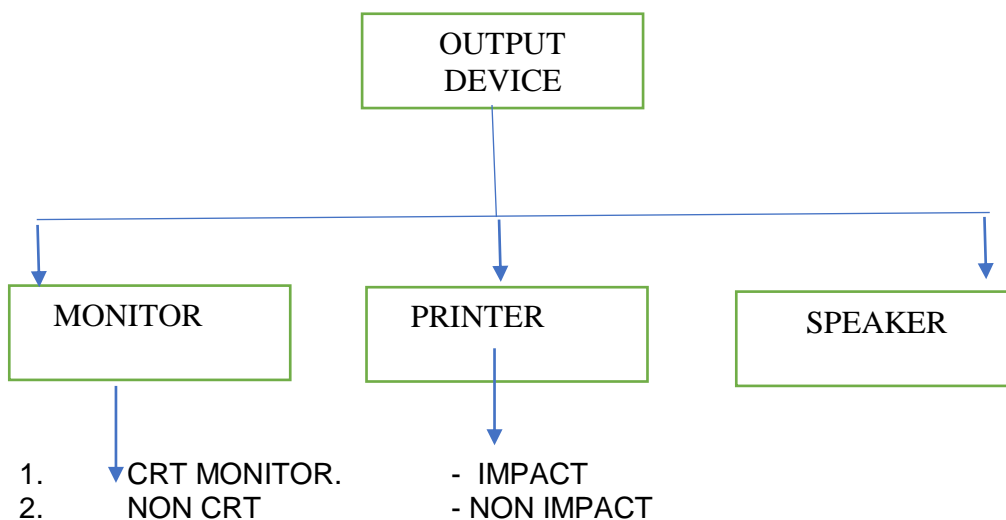 OUTPUT
DEVICE
MONITOR
PRINTER
SPEAKER
1. CRT MONITOR. - IMPACT
2. NON CRT - NON IMPACT